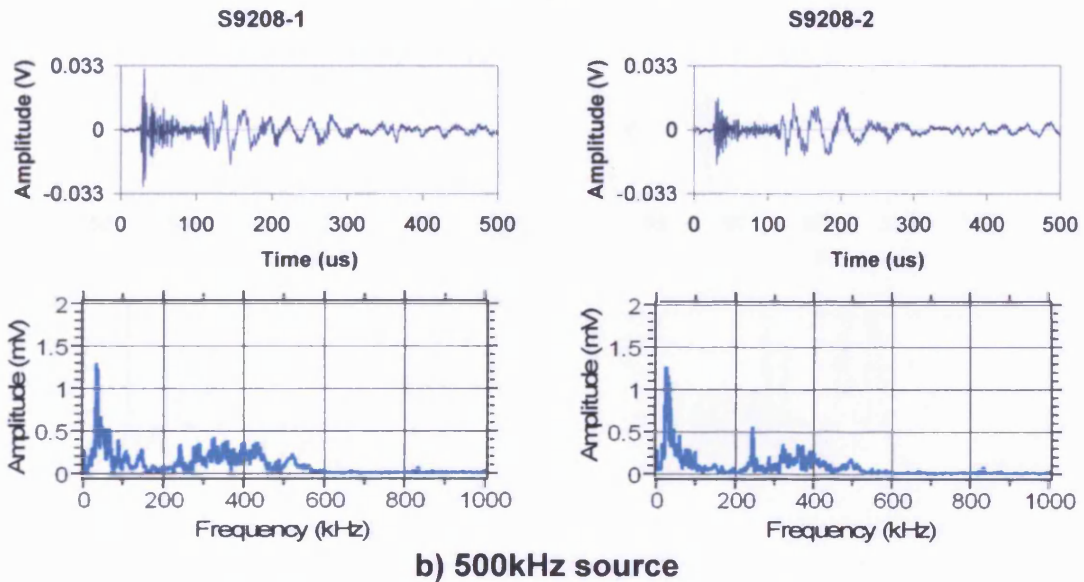 S9208-1
S9208-2
Amplitude (V)
0.033
0
-0.033
0 100 200 300 400 500
Time (us)
Amplitude (V)
0.033
0
-0.033
0 100 200 300 400 500
Time (us)
Amplitude (mV)
2
1.5
1
0.5
0
0 200 400 600 800 1000
Frequency (kHz)
Amplitude (mV)
2
1.5
1
0.5
0
0 200 400 600 800 1000
Frequency (kHz)
b) 500kHz source